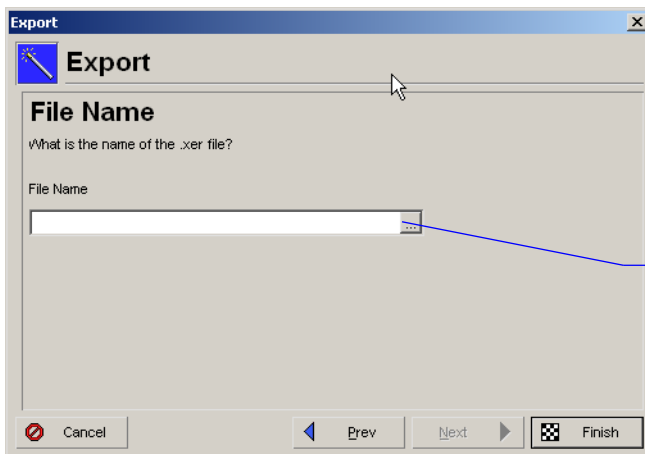 Export
Export
File Name
What is the name of the .xer file?
File Name
...
Cancel
Prev
Next
Finish